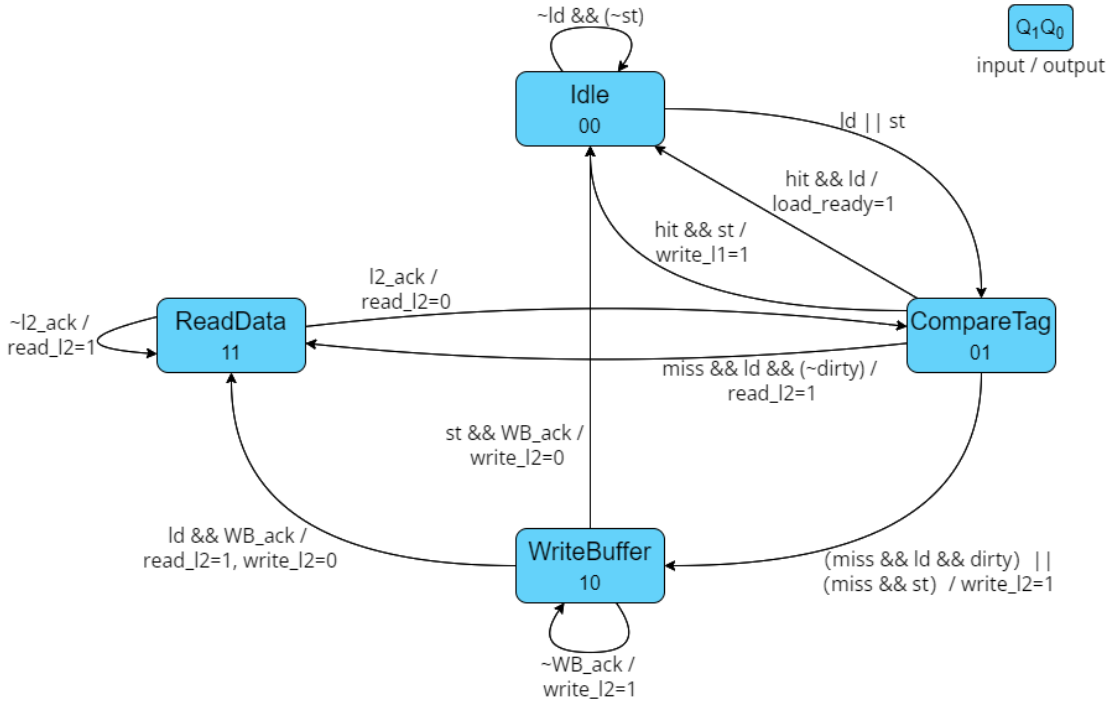 ~ld && (~st)
Q₁Q₀
input / output
Idle
00
ld || st
hit && ld /
load_ready=1
hit && st /
write_l1=1
l2_ack /
read_l2=0
~l2_ack /
read_l2=1
ReadData
11
CompareTag
01
miss && ld && (~dirty) /
read_l2=1
st && WB_ack /
write_l2=0
ld && WB_ack /
read_l2=1, write_l2=0
WriteBuffer
10
(miss && ld && dirty) ||
(miss && st) / write_l2=1
~WB_ack /
write_l2=1